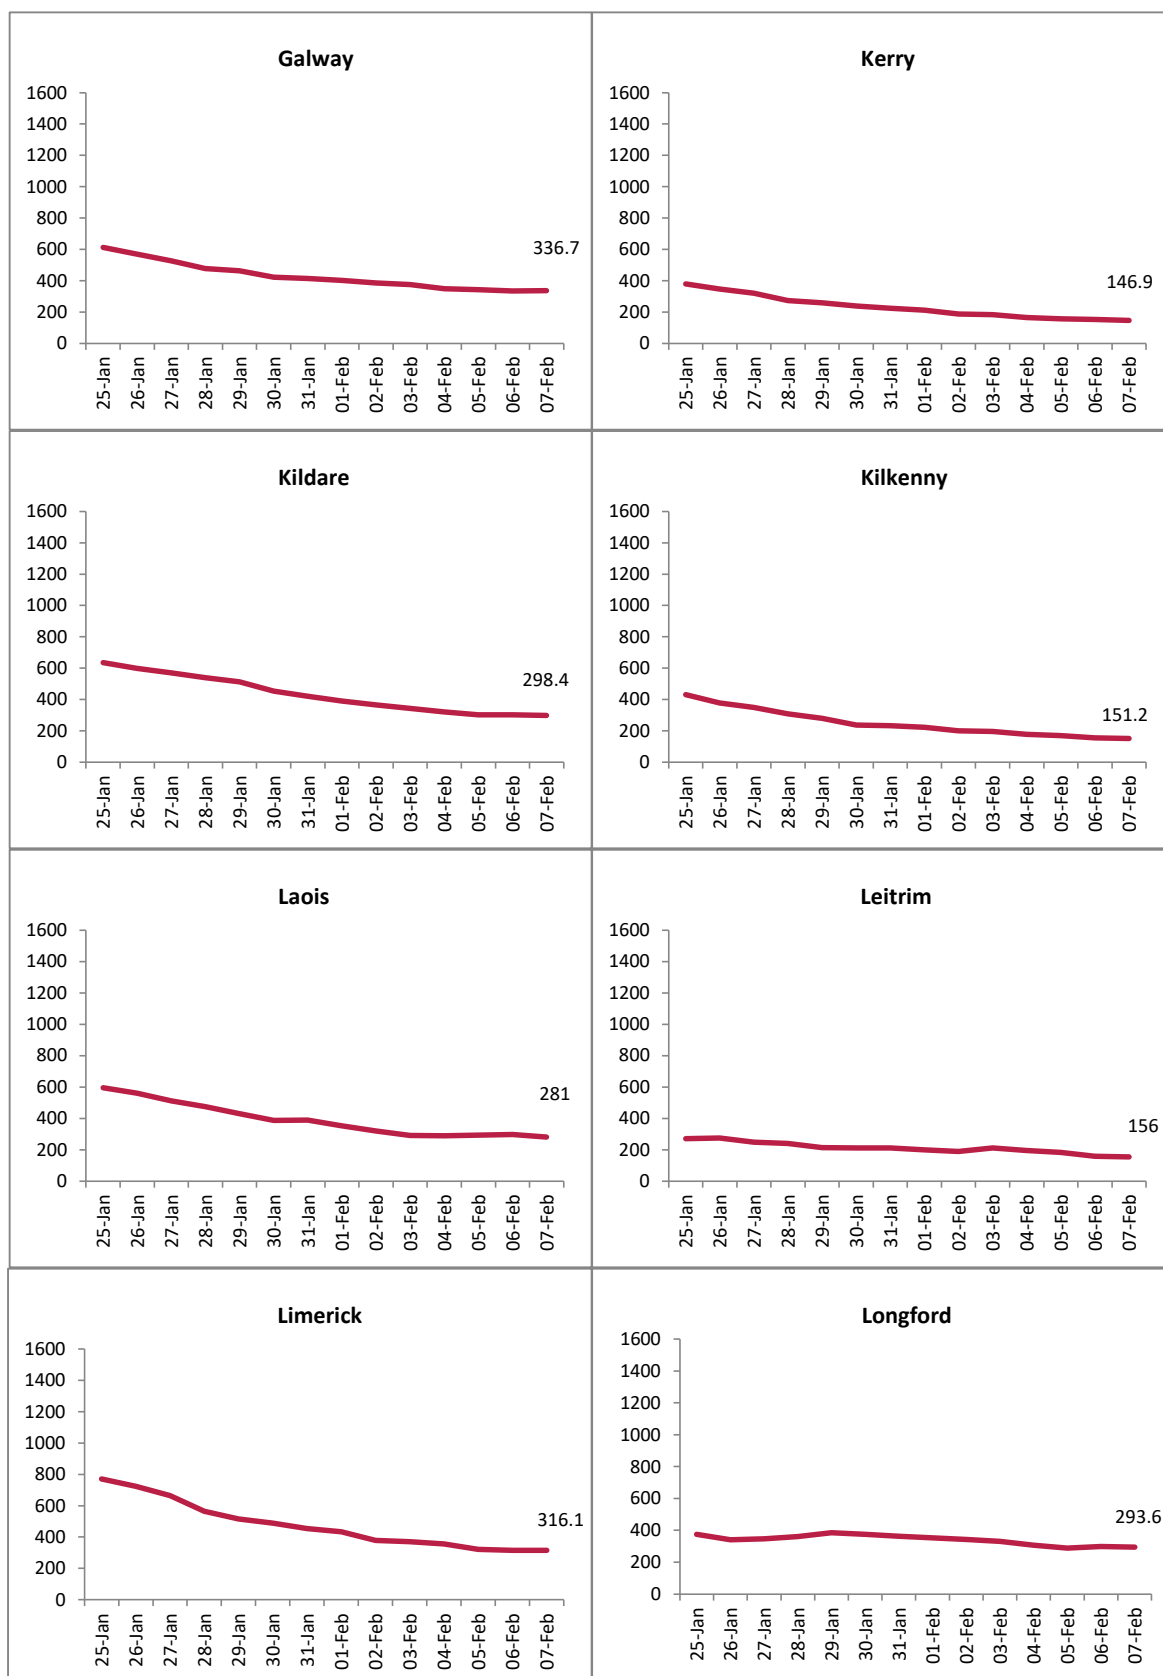 Galway
1600
1400
1200
1000
800
600
400
200
0
336.7
25-Jan
26-Jan
27-Jan
28-Jan
29-Jan
30-Jan
31-Jan
01-Feb
02-Feb
03-Feb
04-Feb
05-Feb
06-Feb
07-Feb
Kerry
1600
1400
1200
1000
800
600
400
200
0
146.9
25-Jan
26-Jan
27-Jan
28-Jan
29-Jan
30-Jan
31-Jan
01-Feb
02-Feb
03-Feb
04-Feb
05-Feb
06-Feb
07-Feb
Kildare
1600
1400
1200
1000
800
600
400
200
0
298.4
25-Jan
26-Jan
27-Jan
28-Jan
29-Jan
30-Jan
31-Jan
01-Feb
02-Feb
03-Feb
04-Feb
05-Feb
06-Feb
07-Feb
Kilkenny
1600
1400
1200
1000
800
600
400
200
0
151.2
25-Jan
26-Jan
27-Jan
28-Jan
29-Jan
30-Jan
31-Jan
01-Feb
02-Feb
03-Feb
04-Feb
05-Feb
06-Feb
07-Feb
Laois
1600
1400
1200
1000
800
600
400
200
0
281
25-Jan
26-Jan
27-Jan
28-Jan
29-Jan
30-Jan
31-Jan
01-Feb
02-Feb
03-Feb
04-Feb
05-Feb
06-Feb
07-Feb
Leitrim
1600
1400
1200
1000
800
600
400
200
0
156
25-Jan
26-Jan
27-Jan
28-Jan
29-Jan
30-Jan
31-Jan
01-Feb
02-Feb
03-Feb
04-Feb
05-Feb
06-Feb
07-Feb
Limerick
1600
1400
1200
1000
800
600
400
200
0
316.1
25-Jan
26-Jan
27-Jan
28-Jan
29-Jan
30-Jan
31-Jan
01-Feb
02-Feb
03-Feb
04-Feb
05-Feb
06-Feb
07-Feb
Longford
1600
1400
1200
1000
800
600
400
200
0
293.6
25-Jan
26-Jan
27-Jan
28-Jan
29-Jan
30-Jan
31-Jan
01-Feb
02-Feb
03-Feb
04-Feb
05-Feb
06-Feb
07-Feb